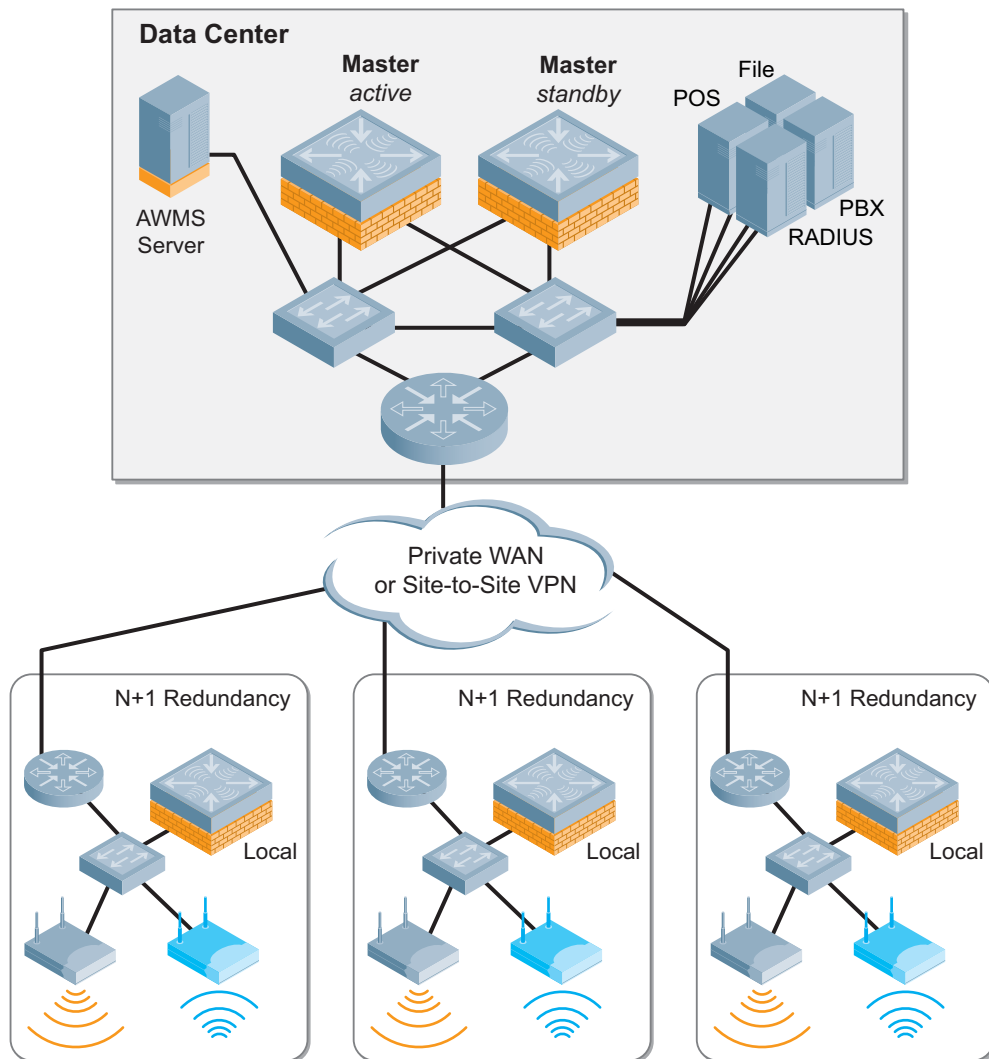 Data Center
Master
active
Master
standby
File
POS
AWMS
Server
PBX
RADIUS
Private WAN
or Site-to-Site VPN
N+1 Redundancy
N+1 Redundancy
N+1 Redundancy
Local
Local
Local